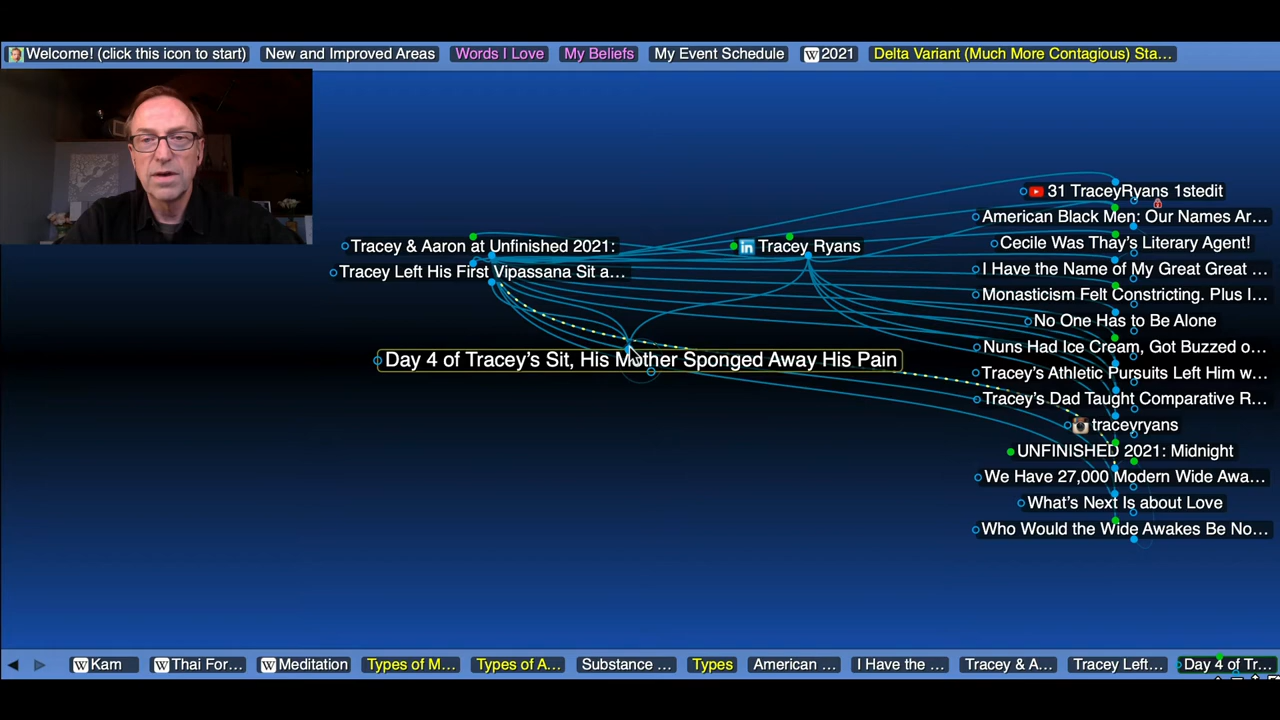 Welcome! (click this icon to start) New and Improved Areas Words I Love My Beliefs My Event Schedule W 2021 Delta Variant (Much More Contagious) Sta...
31 TraceyRyans 1stedit
American Black Men: Our Names Ar...
Tracey & Aaron at Unfinished 2021: in Tracey Ryans Cecile Was Thay's Literary Agent!
Tracey Left His First Vipassana Sit a... I Have the Name of My Great Great ...
Monasticism Felt Constricting. Plus I...
No One Has to Be Alone
Nuns Had Ice Cream, Got Buzzed o...
Day 4 of Tracey's Sit, His Mother Sponged Away His Pain
Tracey's Athletic Pursuits Left Him w...
Tracey's Dad Taught Comparative R...
traceyryans
UNFINISHED 2021: Midnight
We Have 27,000 Modern Wide Awa...
What's Next Is about Love
Who Would the Wide Awakes Be No...
W Kam W Thai For... W Meditation Types of M... Types of A... Substance ... Types American ... I Have the ... Tracey & A... Tracey Left... Day 4 of Tr...